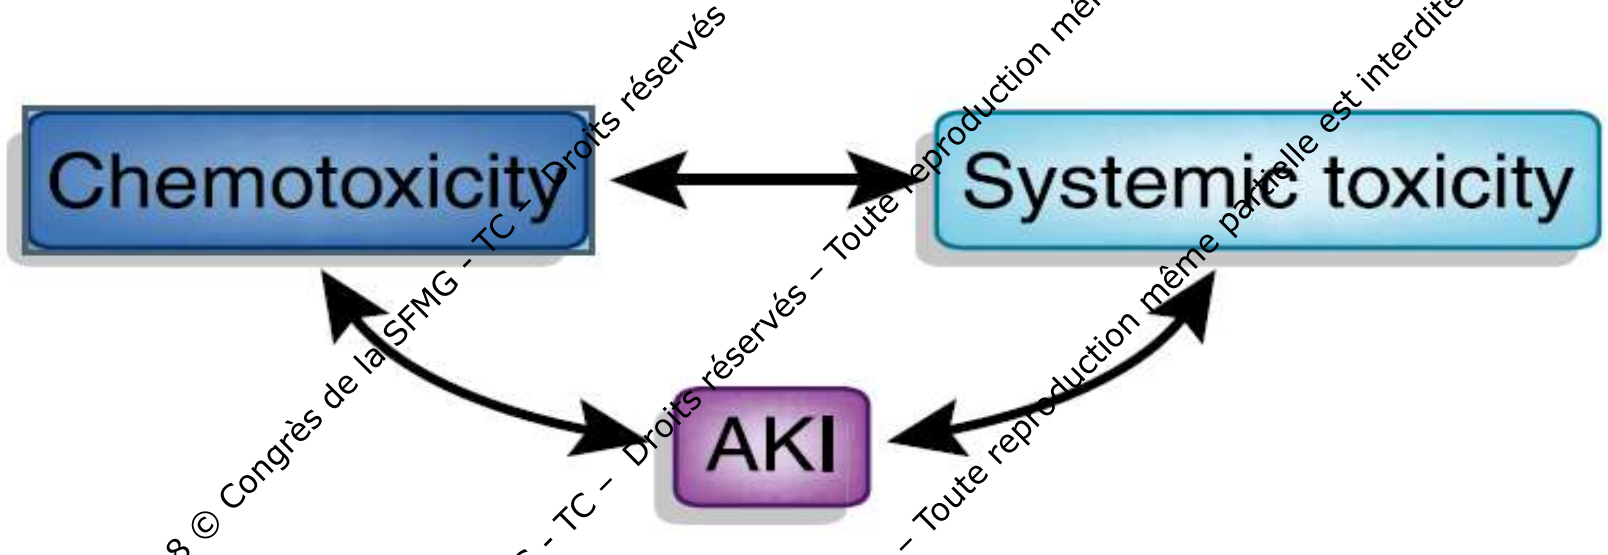 Chemotoxicity
Systemic toxicity
AKI
8 © Congrès de la SFMG - TC - Droits réservés
- TC - Droits réservés - Toute reproduction
- Toute reproduction même partielle est interdite